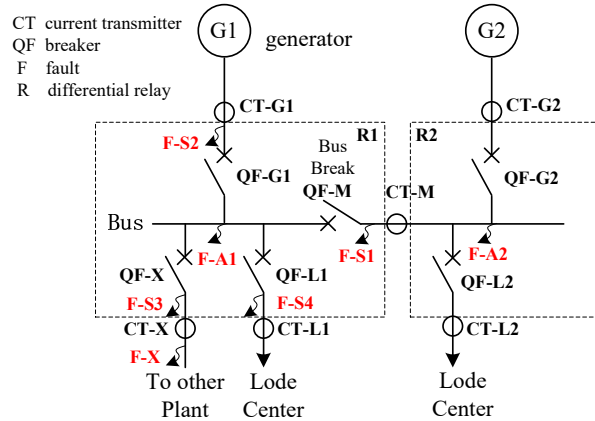 CT current transmitter
QF breaker
F fault
R differential relay
G1
generator
G2
CT-G1
CT-G2
F-S2
R1
R2
Bus
Break
QF-G1
QF-M
CT-M
QF-G2
Bus
QF-X
F-A1
QF-L1
F-S1
F-A2
QF-L2
F-S3
F-S4
CT-X
CT-L1
CT-L2
F-X
To other
Plant
Lode
Center
Lode
Center